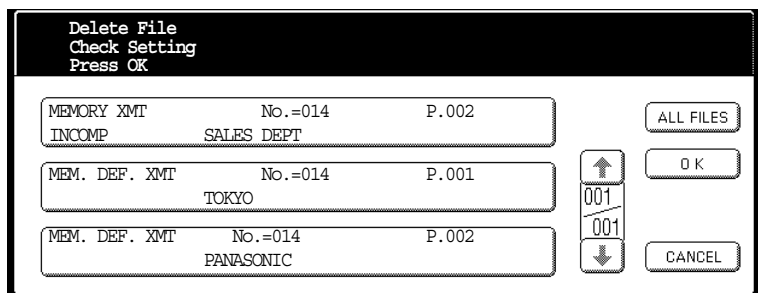 Delete File
Check Setting
Press OK
MEMORY XMT No.=014 P.002
INCOMP SALES DEPT
ALL FILES
MEM. DEF. XMT No.=014 P.001
TOKYO
OK
001
001
MEM. DEF. XMT No.=014 P.002
PANASONIC
CANCEL